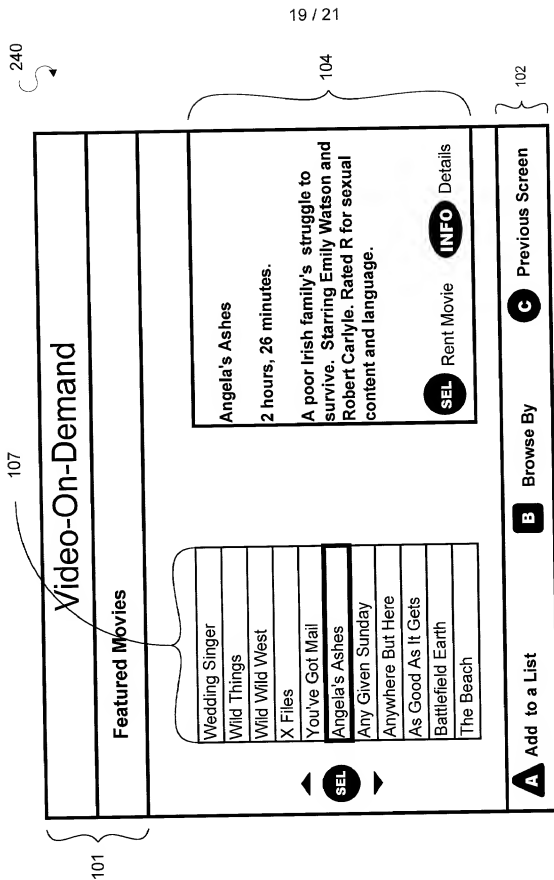 19 / 21
240
107
Video-On-Demand
101
Featured Movies
Wedding Singer
Wild Things
Wild Wild West
X Files
You've Got Mail
Angela's Ashes
Any Given Sunday
Anywhere But Here
As Good As It Gets
Battlefield Earth
The Beach
SEL
104
Angela's Ashes
2 hours, 26 minutes.
A poor Irish family's struggle to
survive. Starring Emily Watson and
Robert Carlyle. Rated R for sexual
content and language.
SEL Rent Movie INFO Details
102
A Add to a List B Browse By C Previous Screen